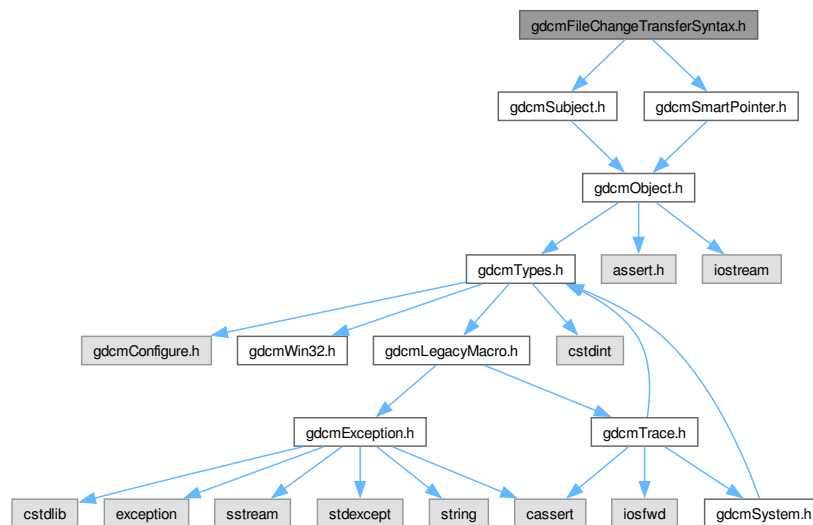 gdcmFileChangeTransferSyntax.h
gdcmSubject.h
gdcmSmartPointer.h
gdcmObject.h
gdcmTypes.h
assert.h
iostream
gdcmConfigure.h
gdcmWin32.h
gdcmLegacyMacro.h
cstdint
gdcmException.h
gdcmTrace.h
cstdlib
exception
sstream
stdexcept
string
cassert
iosfwd
gdcmSystem.h